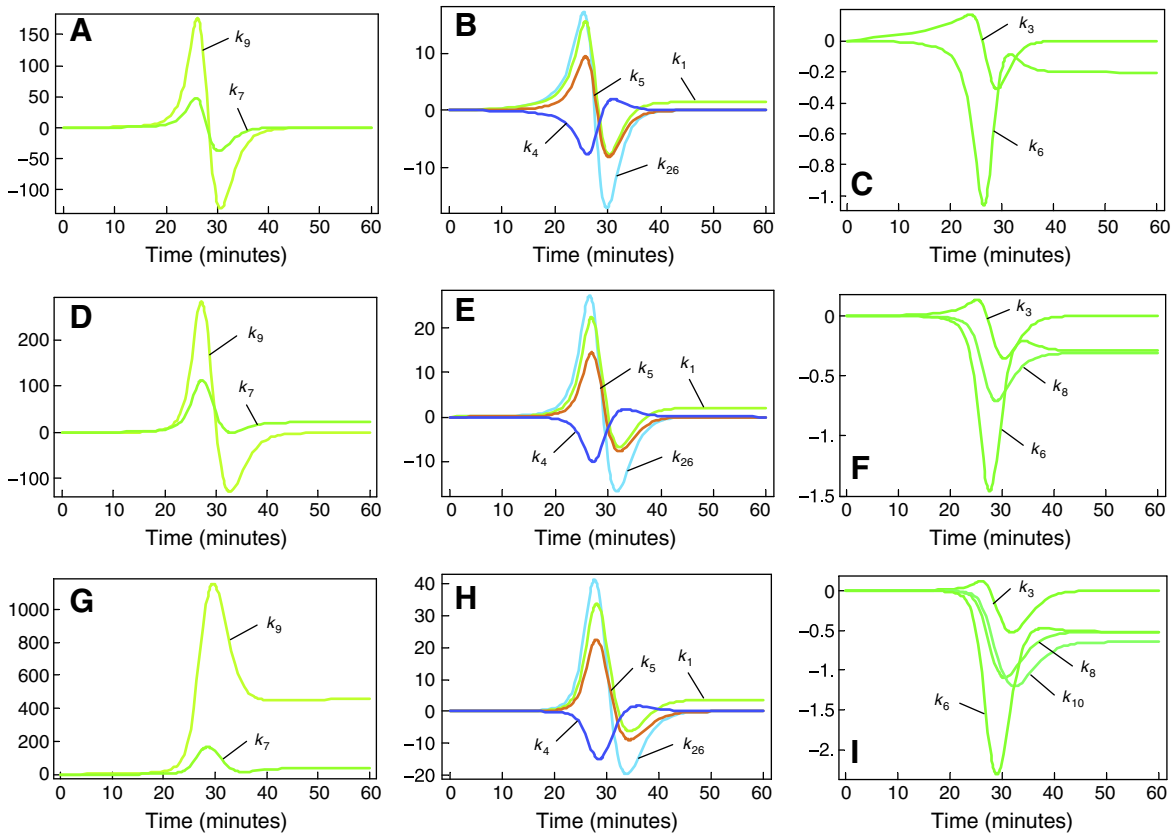 A
150
100
50
0
−50
−100
k9
k7
0 10 20 30 40 50 60
Time (minutes)
B
10
0
−10
k5
k1
k4
k26
0 10 20 30 40 50 60
Time (minutes)
C
0
−0.2
−0.4
−0.6
−0.8
−1.
k3
k6
0 10 20 30 40 50 60
Time (minutes)
D
200
100
0
−100
k9
k7
0 10 20 30 40 50 60
Time (minutes)
E
20
10
0
−10
k5
k1
k4
k26
0 10 20 30 40 50 60
Time (minutes)
F
0
−0.5
−1.
−1.5
k3
k8
k6
0 10 20 30 40 50 60
Time (minutes)
G
1000
800
600
400
200
0
k9
k7
0 10 20 30 40 50 60
Time (minutes)
H
40
30
20
10
0
−10
−20
k5
k1
k4
k26
0 10 20 30 40 50 60
Time (minutes)
I
0
−0.5
−1.
−1.5
−2.
k3
k8
k6
k10
0 10 20 30 40 50 60
Time (minutes)